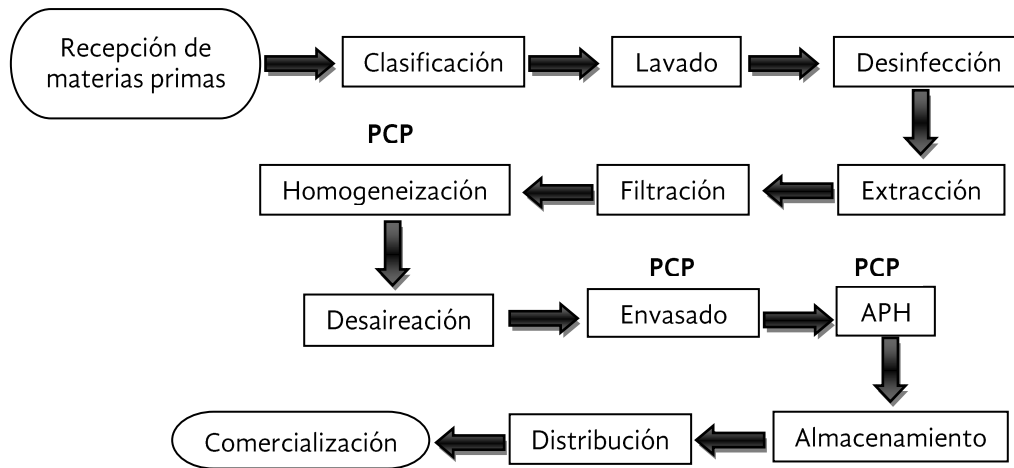 Recepción de
materias primas
Clasificación
Lavado
Desinfección
PCP
Homogeneización
Filtración
Extracción
PCP
PCP
Desaireación
Envasado
APH
Comercialización
Distribución
Almacenamiento